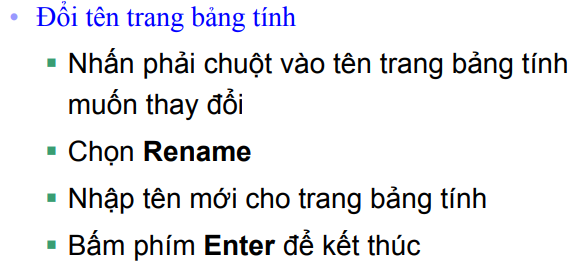 • Đổi tên trang bảng tính
▪ Nhấn phải chuột vào tên trang bảng tính
muốn thay đổi
▪ Chọn Rename
▪ Nhập tên mới cho trang bảng tính
▪ Bấm phím Enter để kết thúc